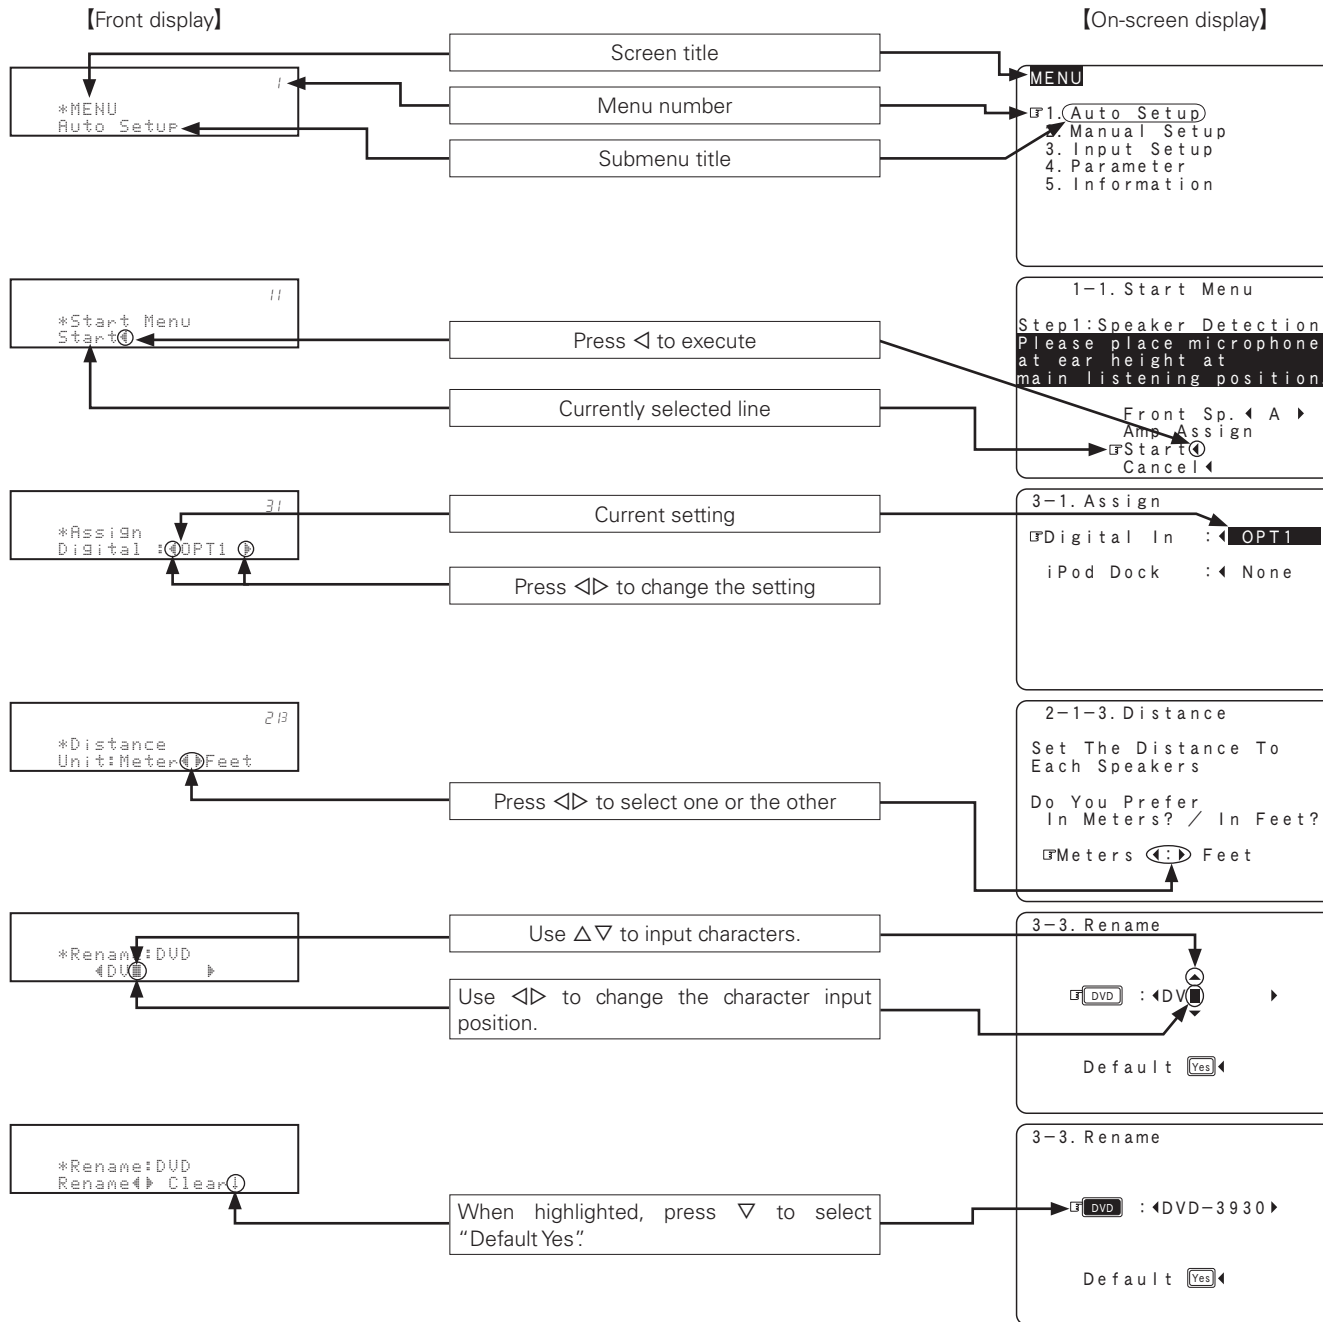 【Front display】
【On-screen display】
Screen title
Menu number
Submenu title
1
*MENU
Auto Setup
MENU
☞1. Auto Setup
2. Manual Setup
3. Input Setup
4. Parameter
5. Information
11
*Start Menu
Start◀
Press ◁ to execute
Currently selected line
1-1. Start Menu
Step1:Speaker Detection
Please place microphone
at ear height at
main listening position.
Front Sp.◀ A ▶
Amp Assign
☞Start◀
Cancel◀
31
*Assign
Digital :◀OPT1 ▶
Current setting
Press ◁▷ to change the setting
3-1. Assign
☞Digital In :◀ OPT1
iPod Dock :◀ None
213
*Distance
Unit:Meter◀▶Feet
Press ◁▷ to select one or the other
2-1-3. Distance
Set The Distance To
Each Speakers
Do You Prefer
In Meters? / In Feet?
☞Meters ◀:▶ Feet
*Rename:DVD
◀DV■ ▶
Use △▽ to input characters.
Use ◁▷ to change the character input
position.
3-3. Rename
☞DVD :◀DV■ ▶
Default Yes◀
*Rename:DVD
Rename◀▶ Clear↓
When highlighted, press ▽ to select
"Default Yes".
3-3. Rename
☞DVD :◀DVD-3930▶
Default Yes◀